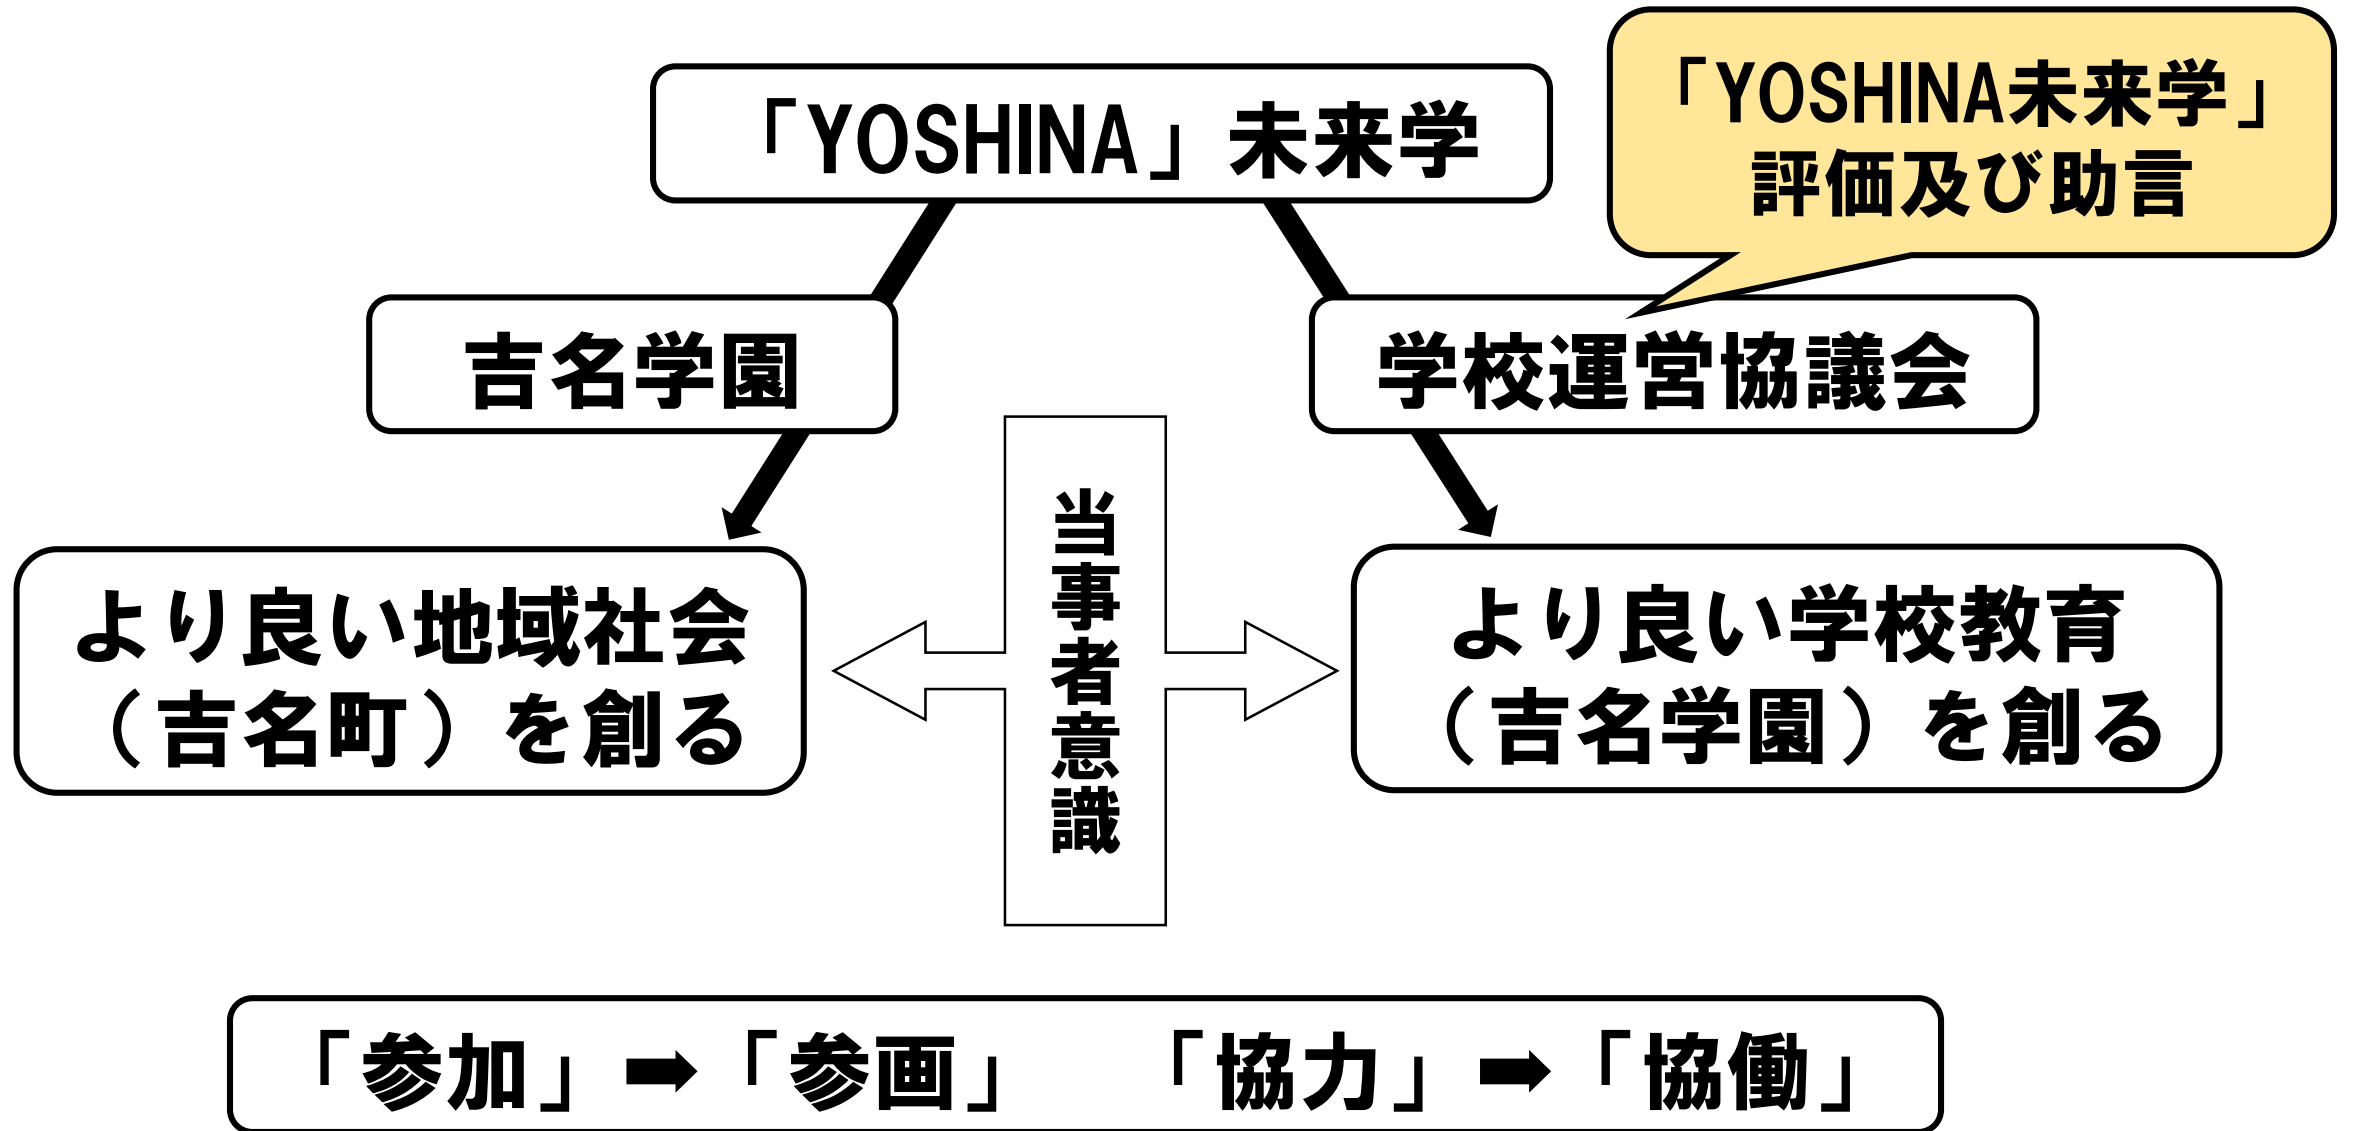 「YOSHINA」未来学
「YOSHINA未来学」
評価及び助言
吉名学園
学校運営協議会
当事者意識
より良い地域社会
（吉名町）を創る
より良い学校教育
（吉名学園）を創る
「参加」➡「参画」　「協力」➡「協働」